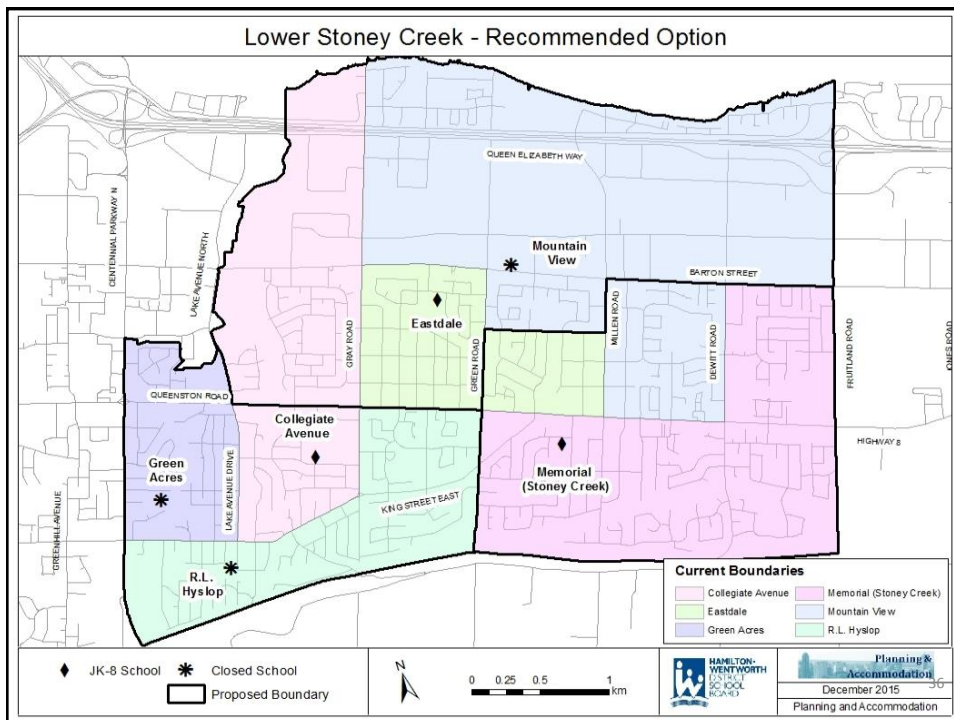 Lower Stoney Creek - Recommended Option
QUEEN ELIZABETH WAY
CENTENNIAL PARKWAY N
LAKE AVENUE NORTH
Mountain
View
BARTON STREET
Eastdale
GRAY ROAD
GREEN ROAD
MILLEN ROAD
DEWITT ROAD
FRUITLAND ROAD
JONES ROAD
QUEENSTON ROAD
Collegiate
Avenue
HIGHWAY 8
Green
Acres
LAKE AVENUE DRIVE
Memorial
(Stoney Creek)
KING STREET EAST
GREENHILL AVENUE
R.L.
Hyslop
Current Boundaries
Collegiate Avenue
Memorial (Stoney Creek)
Eastdale
Mountain View
Green Acres
R.L. Hyslop
JK-8 School
Closed School
Proposed Boundary
N
0 0.25 0.5 1
km
HAMILTON-
WENTWORTH
DISTRICT
SCHOOL
BOARD
Planning &
Accommodation
36
December 2015
Planning and Accommodation